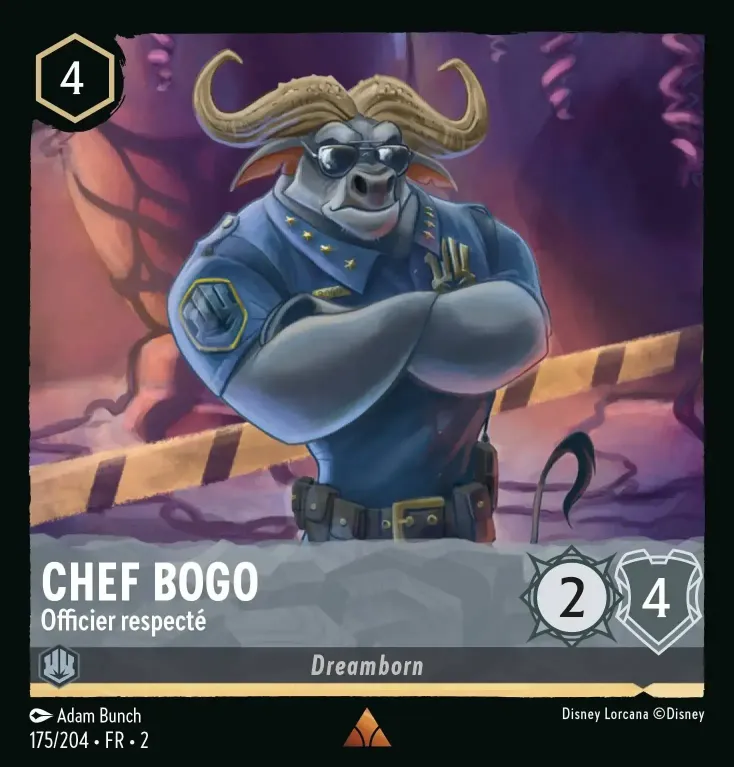 4
CHEF BOGO
Officier respecté
2
4
Dreamborn
Adam Bunch
175/204 • FR • 2
Disney Lorcana ©Disney